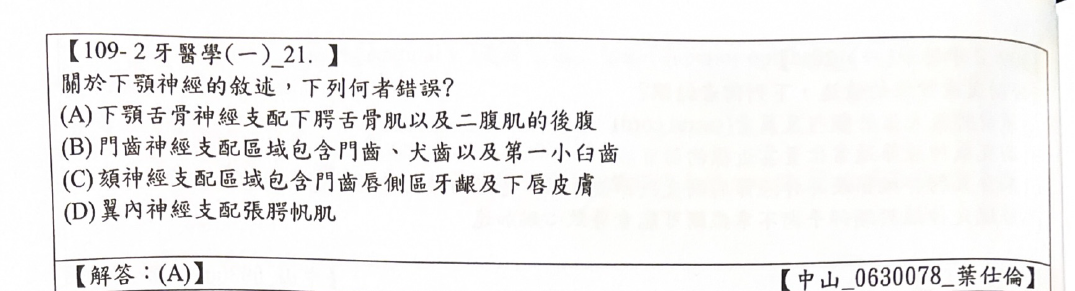 【109-2 牙醫學(一)_21. 】
關於下顎神經的敘述，下列何者錯誤?
(A)下顎舌骨神經支配下腭舌骨肌以及二腹肌的後腹
(B)門齒神經支配區域包含門齒、犬齒以及第一小臼齒
(C)頦神經支配區域包含門齒唇側區牙齦及下唇皮膚
(D)翼內神經支配張腭帆肌
【解答：(A)】 【中山_0630078_葉仕倫】